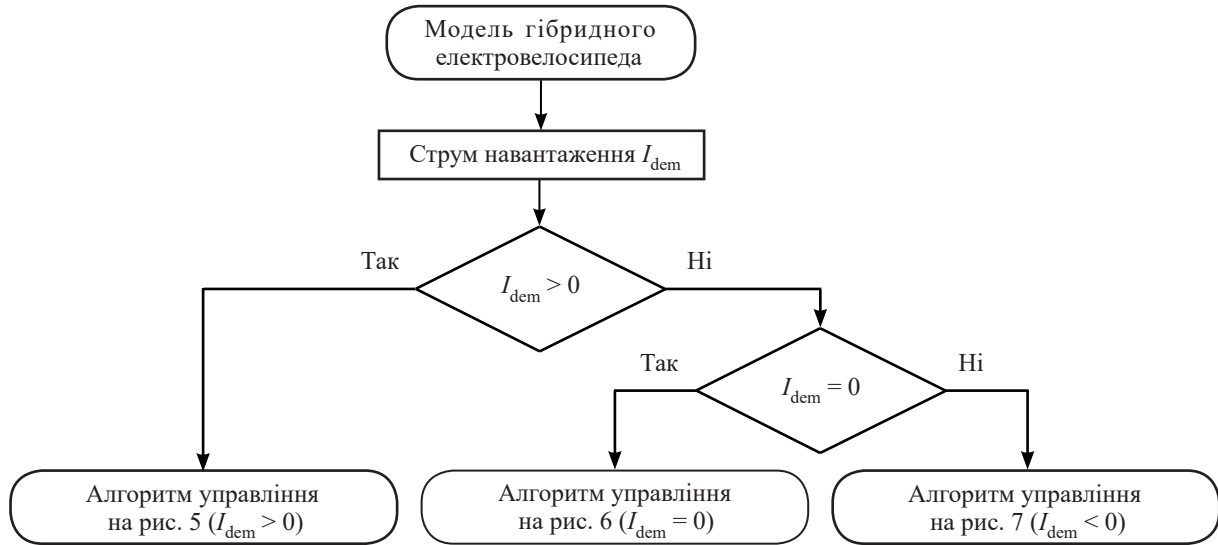 Модель гібридного
електровелосипеда
Струм навантаження I_dem
Так
Ні
I_dem > 0
Так
Ні
I_dem = 0
Алгоритм управління
на рис. 5 (I_dem > 0)
Алгоритм управління
на рис. 6 (I_dem = 0)
Алгоритм управління
на рис. 7 (I_dem < 0)